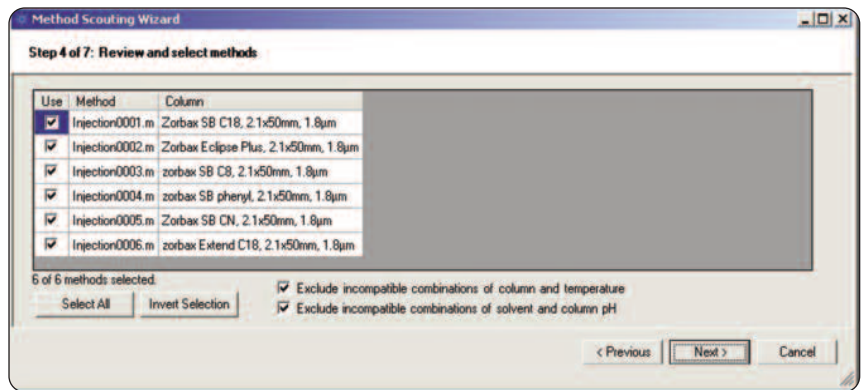 Method Scouting Wizard
Step 4 of 7: Review and select methods
Use Method Column
Injection0001.m Zorbax SB C18, 2.1x50mm, 1.8µm
Injection0002.m Zorbax Eclipse Plus, 2.1x50mm, 1.8µm
Injection0003.m zorbax SB C8, 2.1x50mm, 1.8µm
Injection0004.m zorbax SB phenyl, 2.1x50mm, 1.8µm
Injection0005.m Zorbax SB CN, 2.1x50mm, 1.8µm
Injection0006.m zorbax Extend C18, 2.1x50mm, 1.8µm
6 of 6 methods selected.
Select All Invert Selection
Exclude incompatible combinations of column and temperature
Exclude incompatible combinations of solvent and column pH
< Previous Next > Cancel